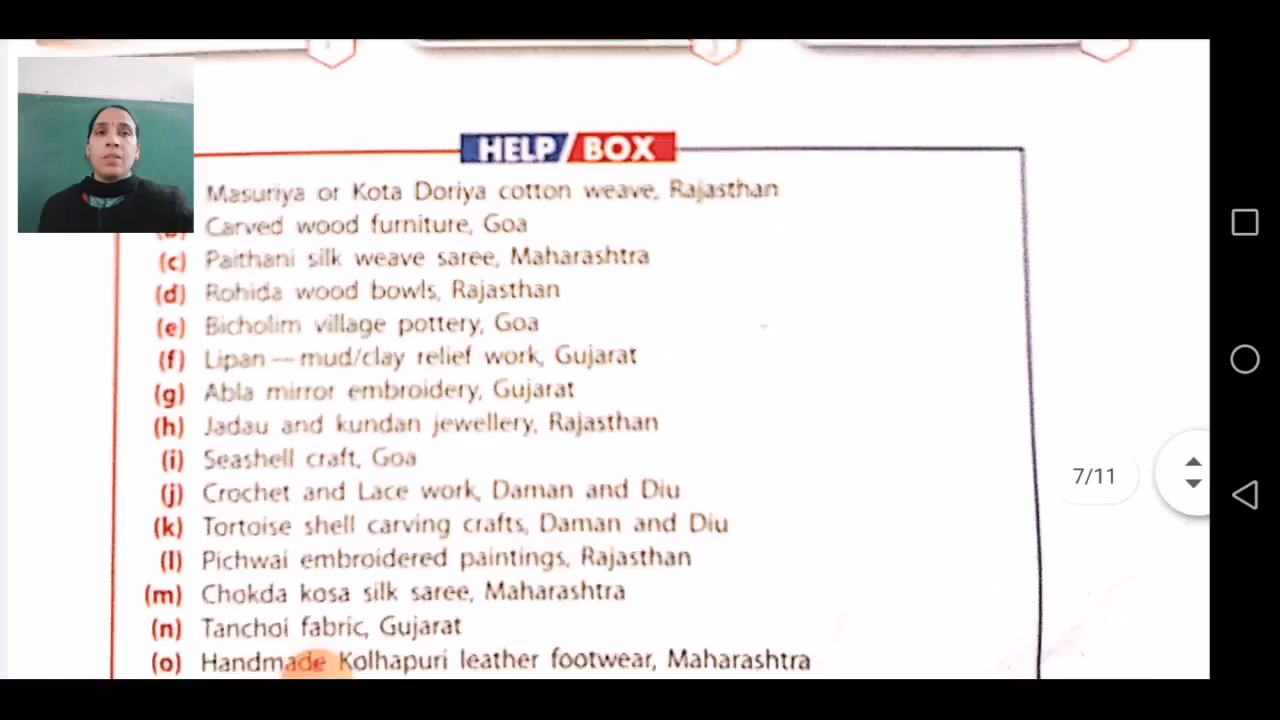 HELP/BOX
Masuriya or Kota Doriya cotton weave, Rajasthan
Carved wood furniture, Goa
(c) Paithani silk weave saree, Maharashtra
(d) Rohida wood bowls, Rajasthan
(e) Bicholim village pottery, Goa
(f) Lipan — mud/clay relief work, Gujarat
(g) Abla mirror embroidery, Gujarat
(h) Jadau and kundan jewellery, Rajasthan
(i) Seashell craft, Goa
(j) Crochet and Lace work, Daman and Diu
(k) Tortoise shell carving crafts, Daman and Diu
(l) Pichwai embroidered paintings, Rajasthan
(m) Chokda kosa silk saree, Maharashtra
(n) Tanchoi fabric, Gujarat
(o) Handmade Kolhapuri leather footwear, Maharashtra
7/11